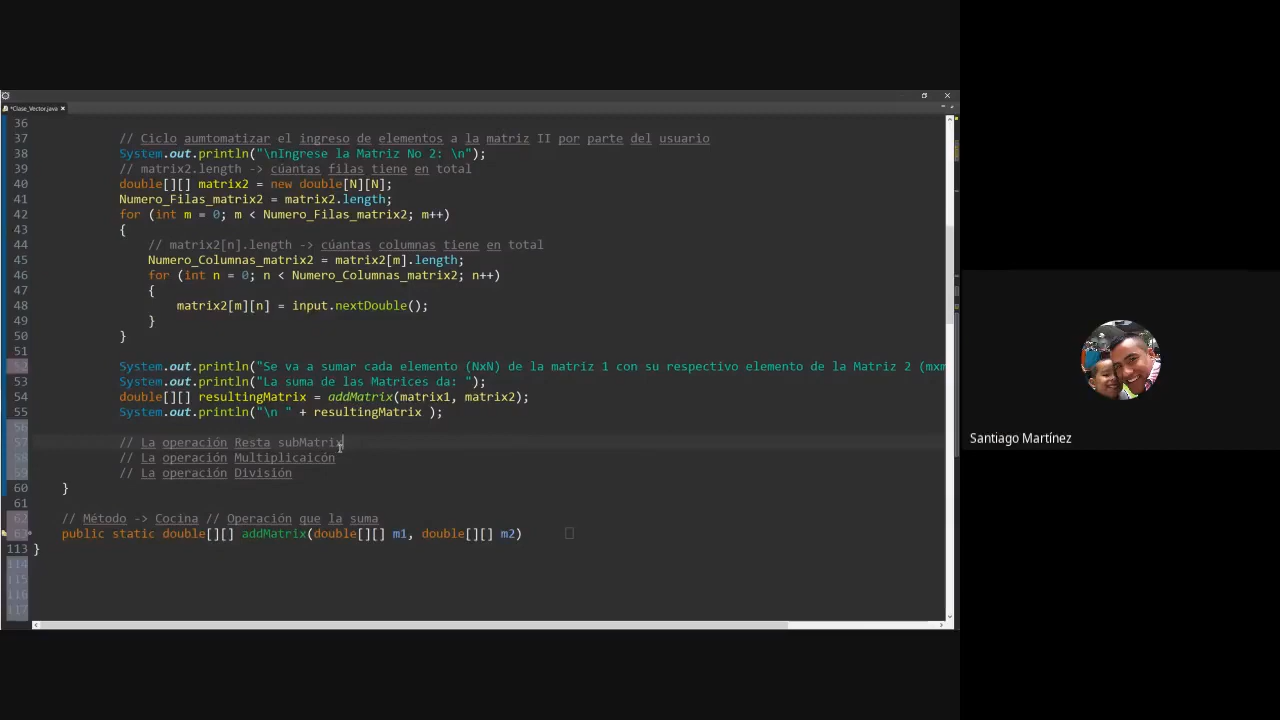 *Clase_Vector.java
36
37 // Ciclo aumtomatizar el ingreso de elementos a la matriz II por parte del usuario
38 System.out.println("\nIngrese la Matriz No 2: \n");
39 // matrix2.length -> cúantas filas tiene en total
40 double[][] matrix2 = new double[N][N];
41 Numero_Filas_matrix2 = matrix2.length;
42 for (int m = 0; m < Numero_Filas_matrix2; m++)
43 {
44 // matrix2[n].length -> cúantas columnas tiene en total
45 Numero_Columnas_matrix2 = matrix2[m].length;
46 for (int n = 0; n < Numero_Columnas_matrix2; n++)
47 {
48 matrix2[m][n] = input.nextDouble();
49 }
50 }
51
52 System.out.println("Se va a sumar cada elemento (NxN) de la matriz 1 con su respectivo elemento de la Matriz 2 (mxm
53 System.out.println("La suma de las Matrices da: ");
54 double[][] resultingMatrix = addMatrix(matrix1, matrix2);
55 System.out.println("\n " + resultingMatrix );
56
57 // La operación Resta subMatrix
58 // La operación Multiplicaicón
59 // La operación División
60 }
61
62 // Método -> Cocina // Operación que la suma
63 public static double[][] addMatrix(double[][] m1, double[][] m2)
113 }
114
115
116
117
Santiago Martínez